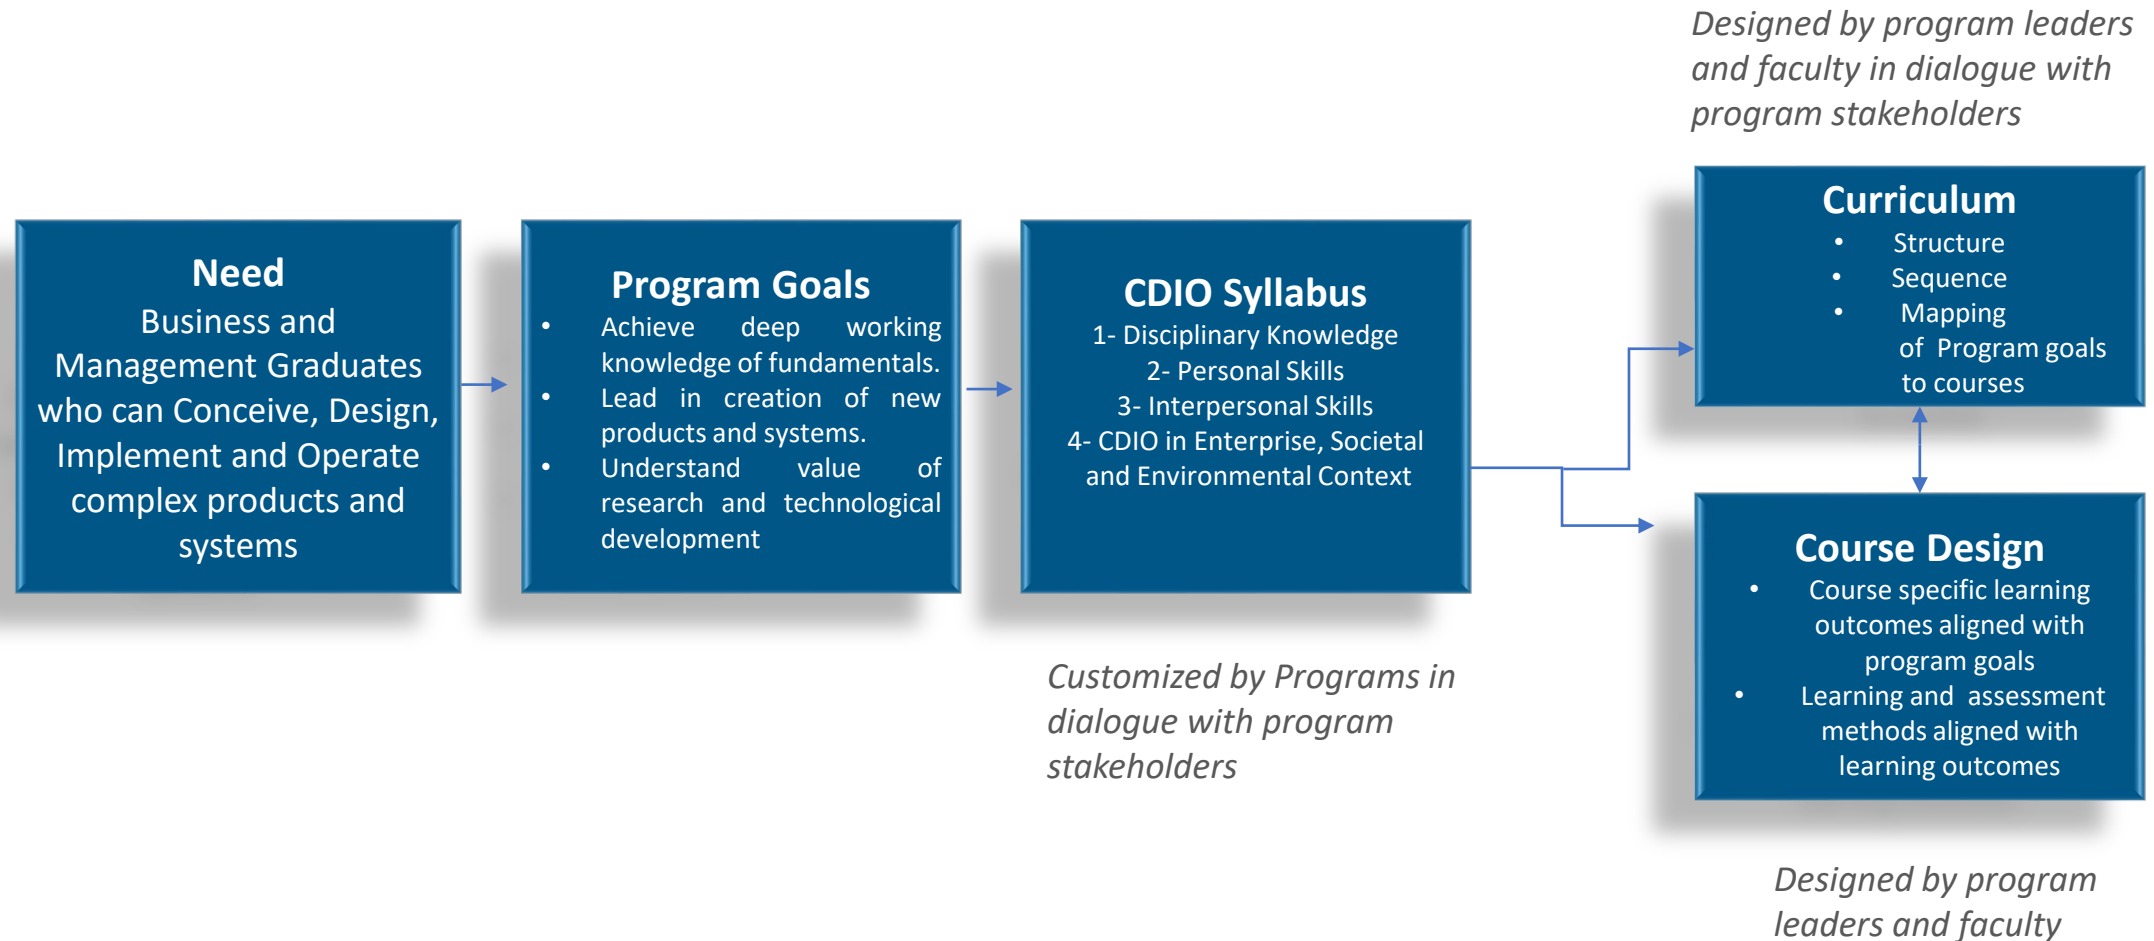 Designed by program leaders
and faculty in dialogue with
program stakeholders
Need
Business and
Management Graduates
who can Conceive, Design,
Implement and Operate
complex products and
systems
Program Goals
• Achieve deep working
knowledge of fundamentals.
• Lead in creation of new
products and systems.
• Understand value of
research and technological
development
CDIO Syllabus
1- Disciplinary Knowledge
2- Personal Skills
3- Interpersonal Skills
4- CDIO in Enterprise, Societal
and Environmental Context
Customized by Programs in
dialogue with program
stakeholders
Curriculum
• Structure
• Sequence
• Mapping
of Program goals
to courses
Course Design
• Course specific learning
outcomes aligned with
program goals
• Learning and assessment
methods aligned with
learning outcomes
Designed by program
leaders and faculty